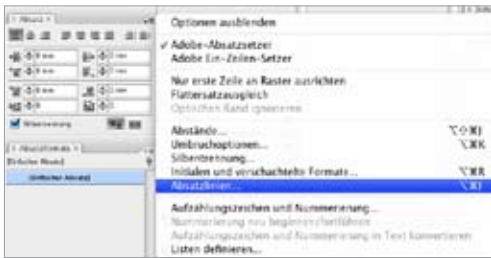 Absatz
Silbentrennung
Absatzformate
[Einfacher Absatz]
[Einfacher Absatz]
Optionen ausblenden
✓ Adobe-Absatzsetzer
Adobe Ein-Zeilen-Setzer
Nur erste Zeile an Raster ausrichten
Flattersatzausgleich
Optischen Rand ignorieren
Abstände...
Umbruchoptionen... ⌥⌘K
Silbentrennung...
Initialen und verschachtelte Formate... ⌥⌘R
Absatzlinien... ⌥⌘J
Aufzählungszeichen und Nummerierung...
Nummerierung neu beginnen/fortführen
Aufzählungszeichen und Nummerierung in Text konvertieren
Listen definieren...